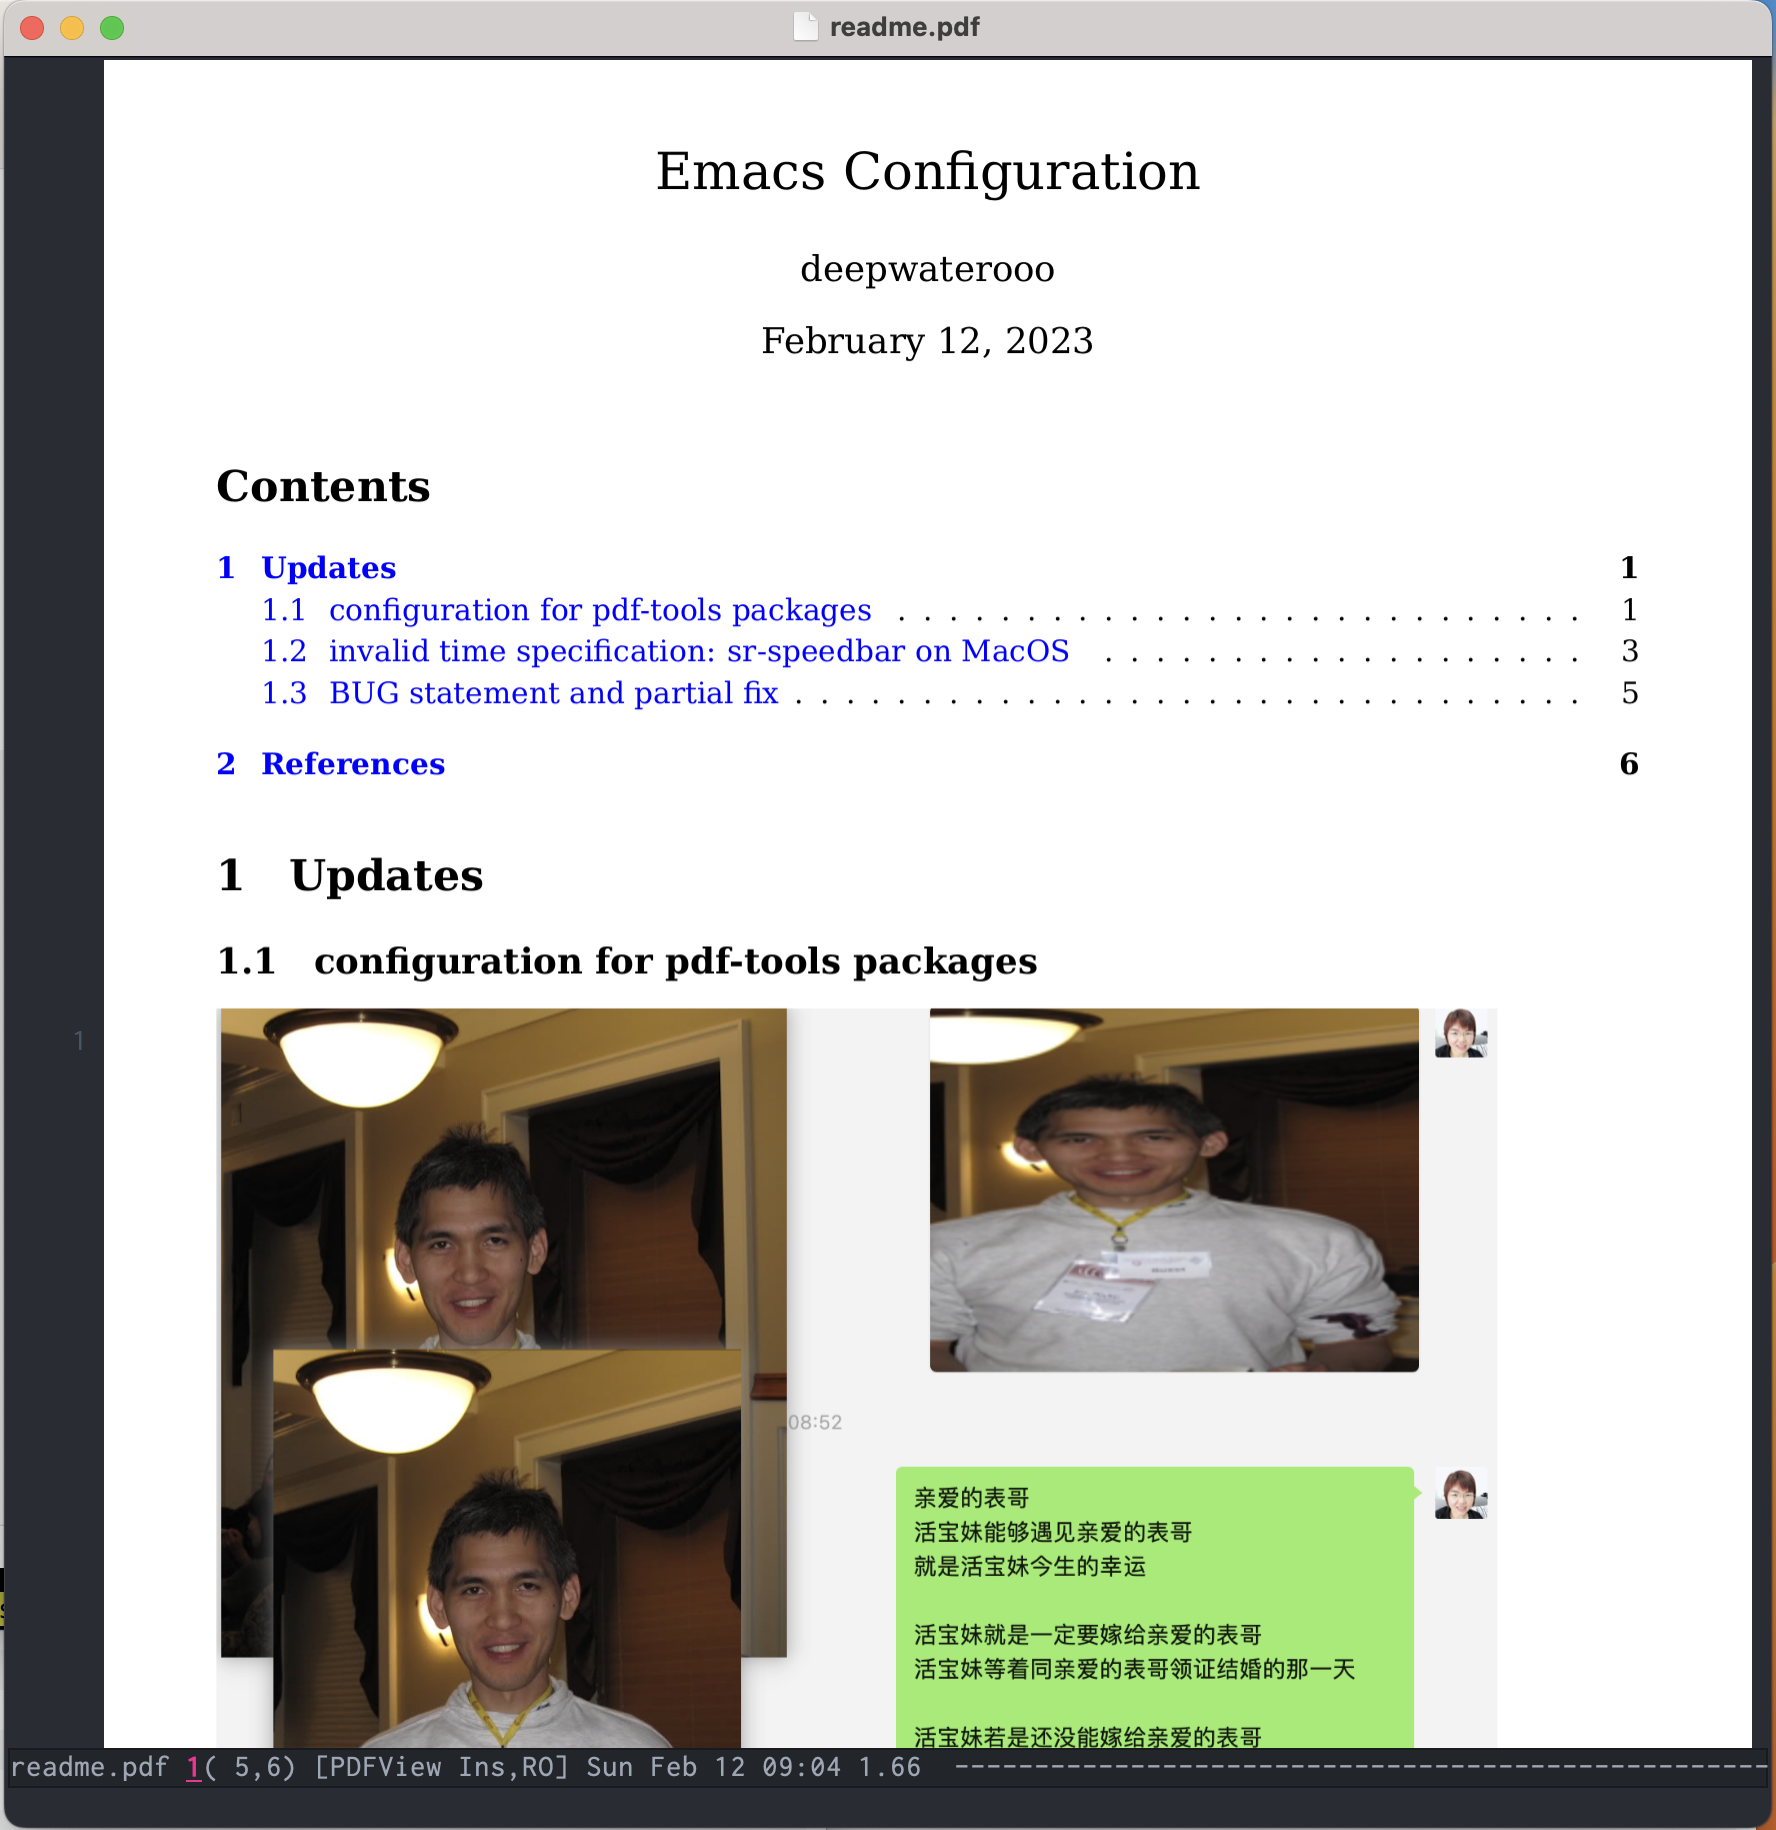 readme.pdf
Emacs Configuration
deepwaterooo
February 12, 2023
Contents
1 Updates 1
1.1 configuration for pdf-tools packages . . . . . . . . . . . . . . . . . . . . . . . . . . . 1
1.2 invalid time specification: sr-speedbar on MacOS . . . . . . . . . . . . . . . . . . . 3
1.3 BUG statement and partial fix . . . . . . . . . . . . . . . . . . . . . . . . . . . . . . . 5
2 References 6
1 Updates
1.1 configuration for pdf-tools packages
1
08:52
亲爱的表哥
活宝妹能够遇见亲爱的表哥
就是活宝妹今生的幸运
活宝妹就是一定要嫁给亲爱的表哥
活宝妹等着同亲爱的表哥领证结婚的那一天
活宝妹若是还没能嫁给亲爱的表哥
readme.pdf 1( 5,6) [PDFView Ins,RO] Sun Feb 12 09:04 1.66 ---------------------------------------------------